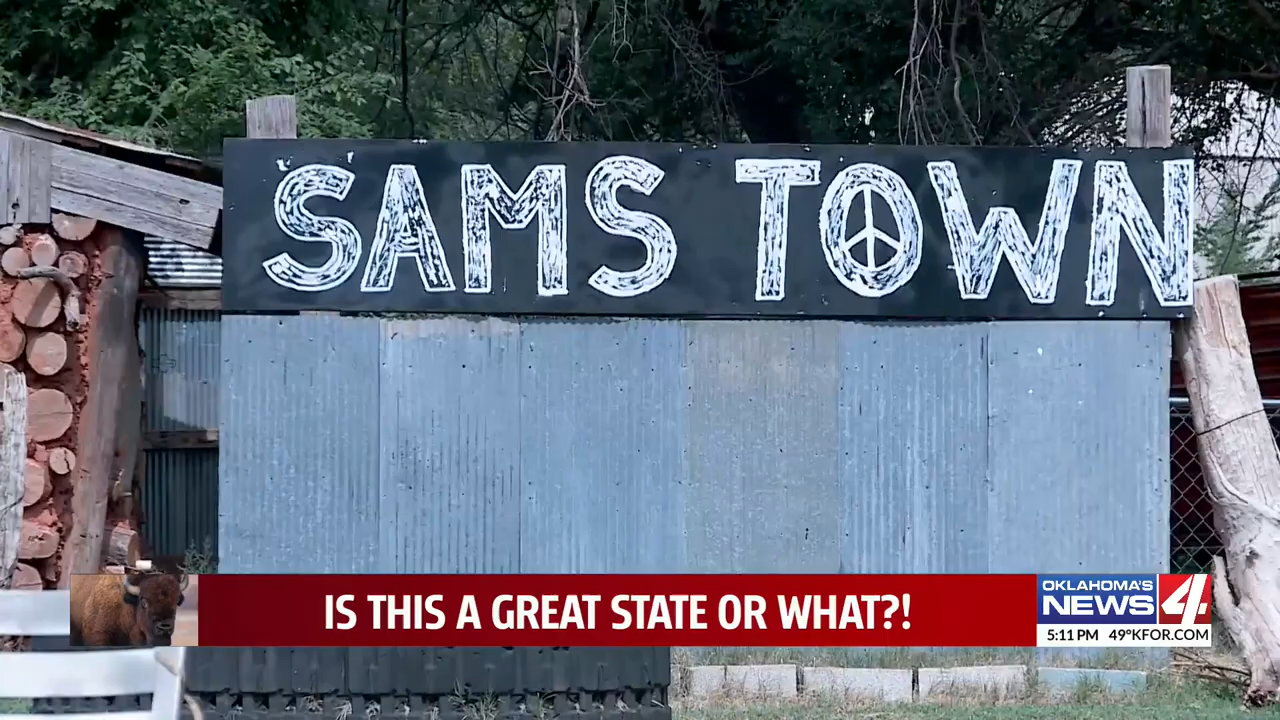 SAMS TOWN
IS THIS A GREAT STATE OR WHAT?!
OKLAHOMA'S
NEWS 4
5:11 PM 49°KFOR.COM